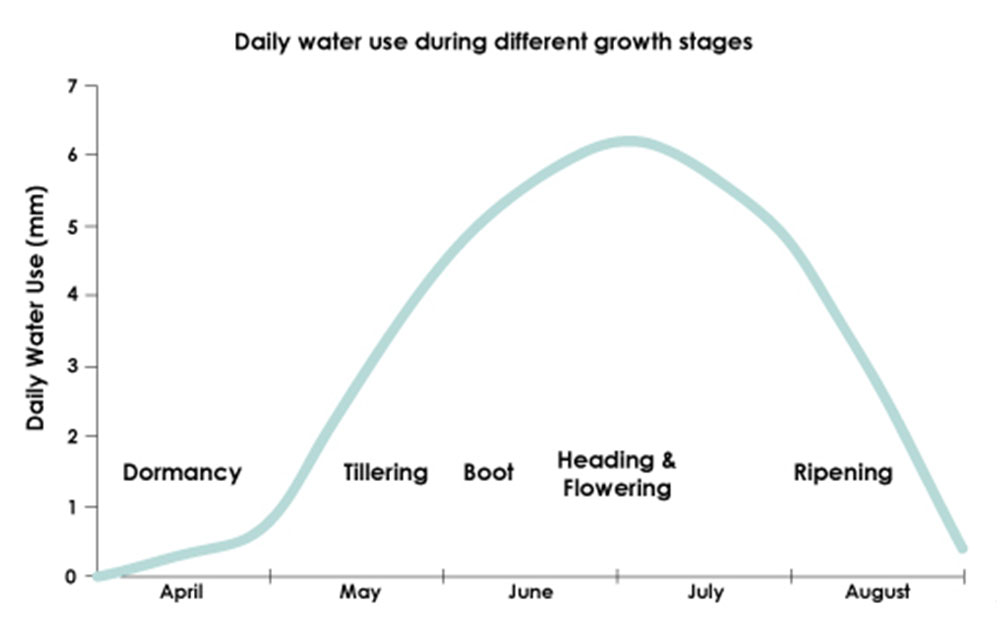 Daily water use during different growth stages
Daily Water Use (mm)
7
6
5
4
3
2
1
0
Dormancy
Tillering
Boot
Heading &
Flowering
Ripening
April
May
June
July
August